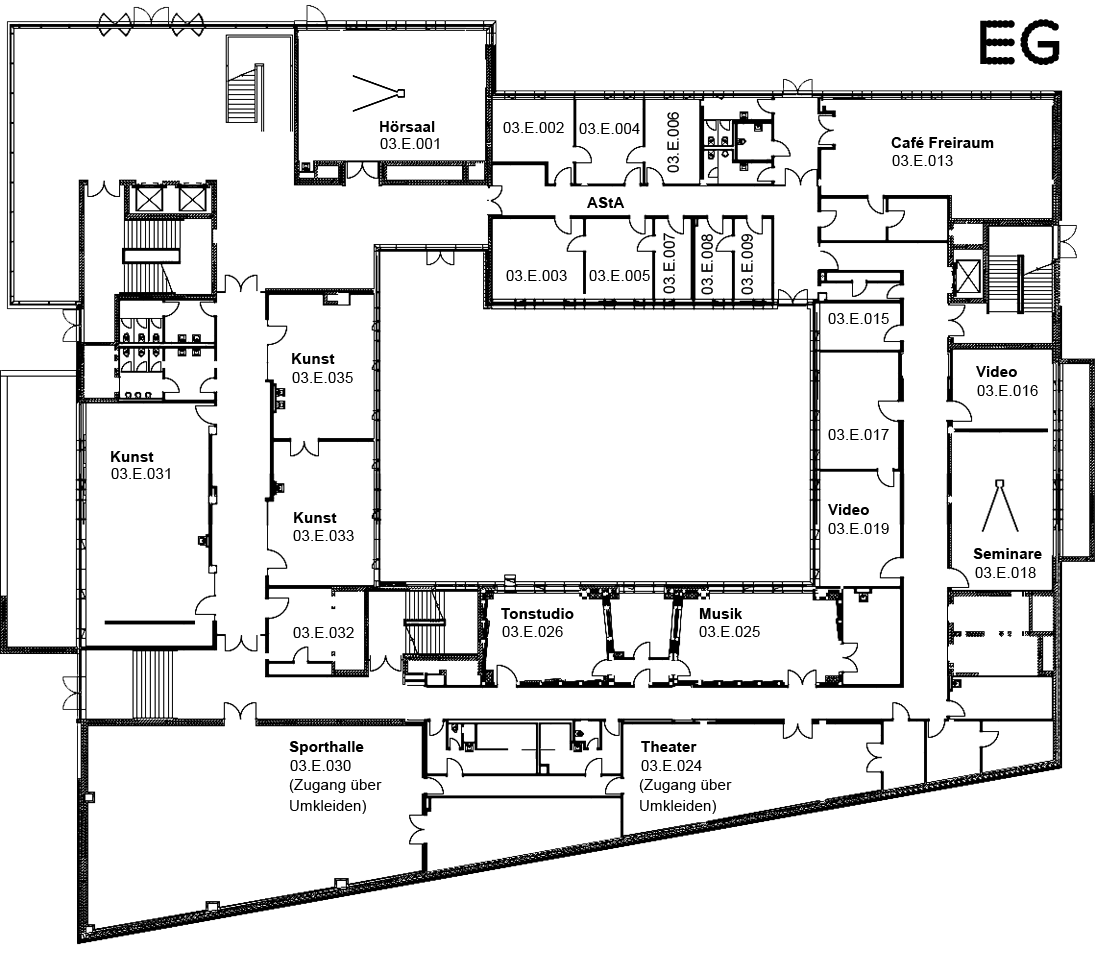 EG
Hörsaal
03.E.001
03.E.002
03.E.004
03.E.006
Café Freiraum
03.E.013
AStA
03.E.003
03.E.005
03.E.007
03.E.008
03.E.009
03.E.015
Kunst
03.E.035
Video
03.E.016
03.E.017
Kunst
03.E.031
Kunst
03.E.033
Video
03.E.019
Seminare
03.E.018
03.E.032
Tonstudio
03.E.026
Musik
03.E.025
Sporthalle
03.E.030
(Zugang über
Umkleiden)
Theater
03.E.024
(Zugang über
Umkleiden)